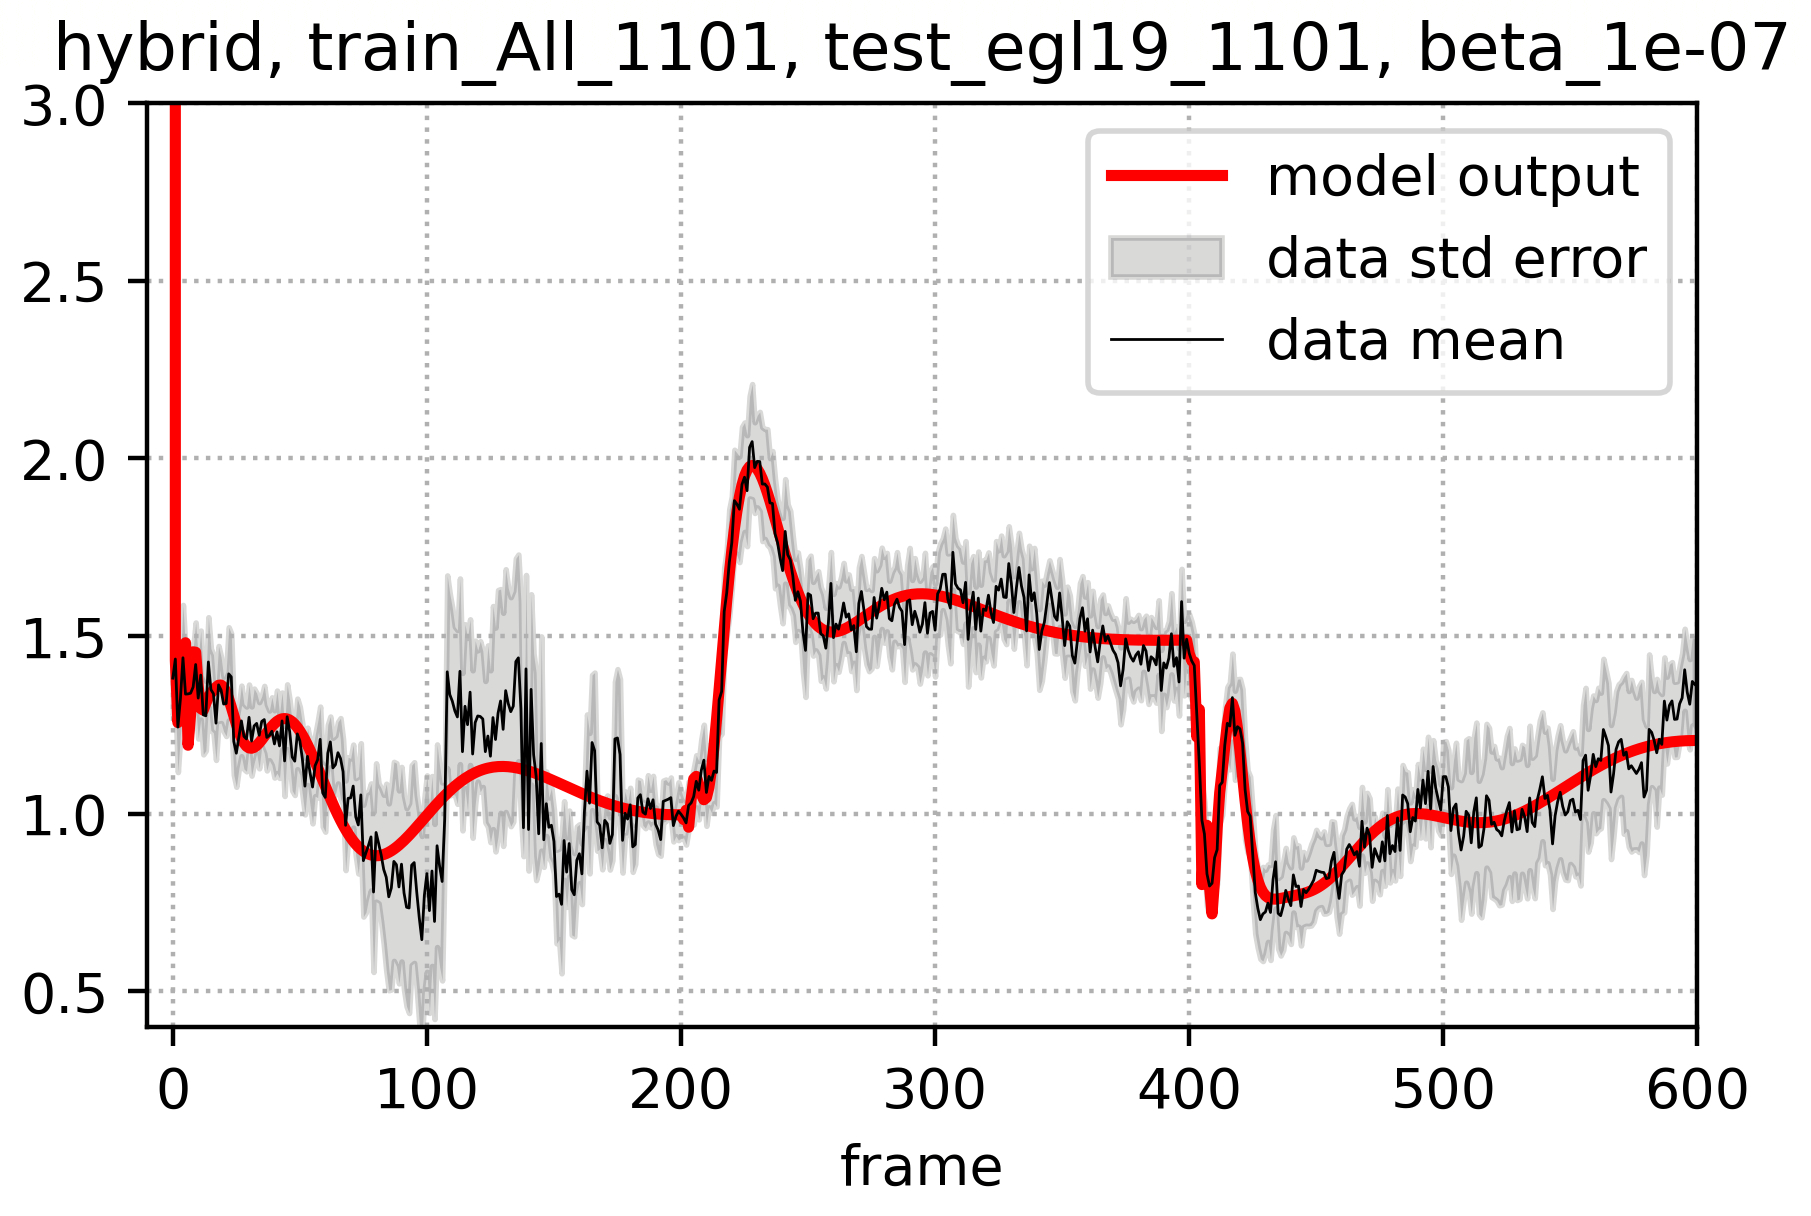 hybrid, train_All_1101, test_egl19_1101, beta_1e-07
3.0
2.5
2.0
1.5
1.0
0.5
model output
data std error
data mean
0 100 200 300 400 500 600
frame